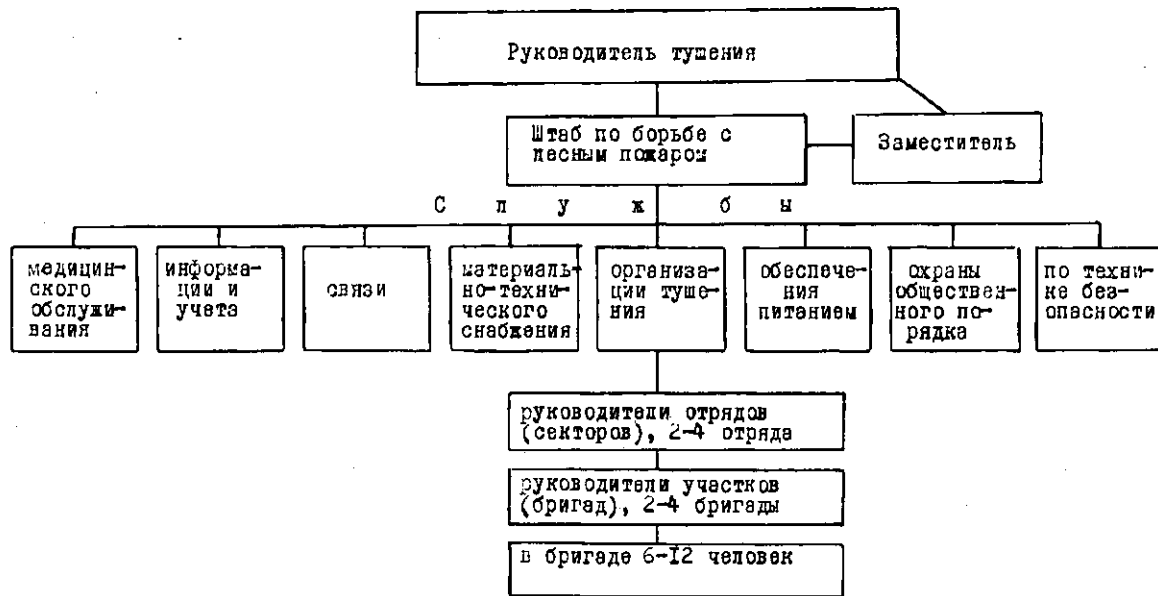 Руководитель тушения
Штаб по борьбе с
лесным пожаром
Заместитель
Службы
медицин-
ского
обслужи-
вания
информа-
ции и
учета
связи
материаль-
но-техни-
ческого
снабжения
организа-
ции туше-
ния
обеспече-
ния
питанием
охраны
обществен-
ного по-
рядка
по техни-
ке без-
опасности
руководители отрядов
(секторов), 2-4 отряда
руководители участков
(бригад), 2-4 бригады
в бригаде 6-I2 человек